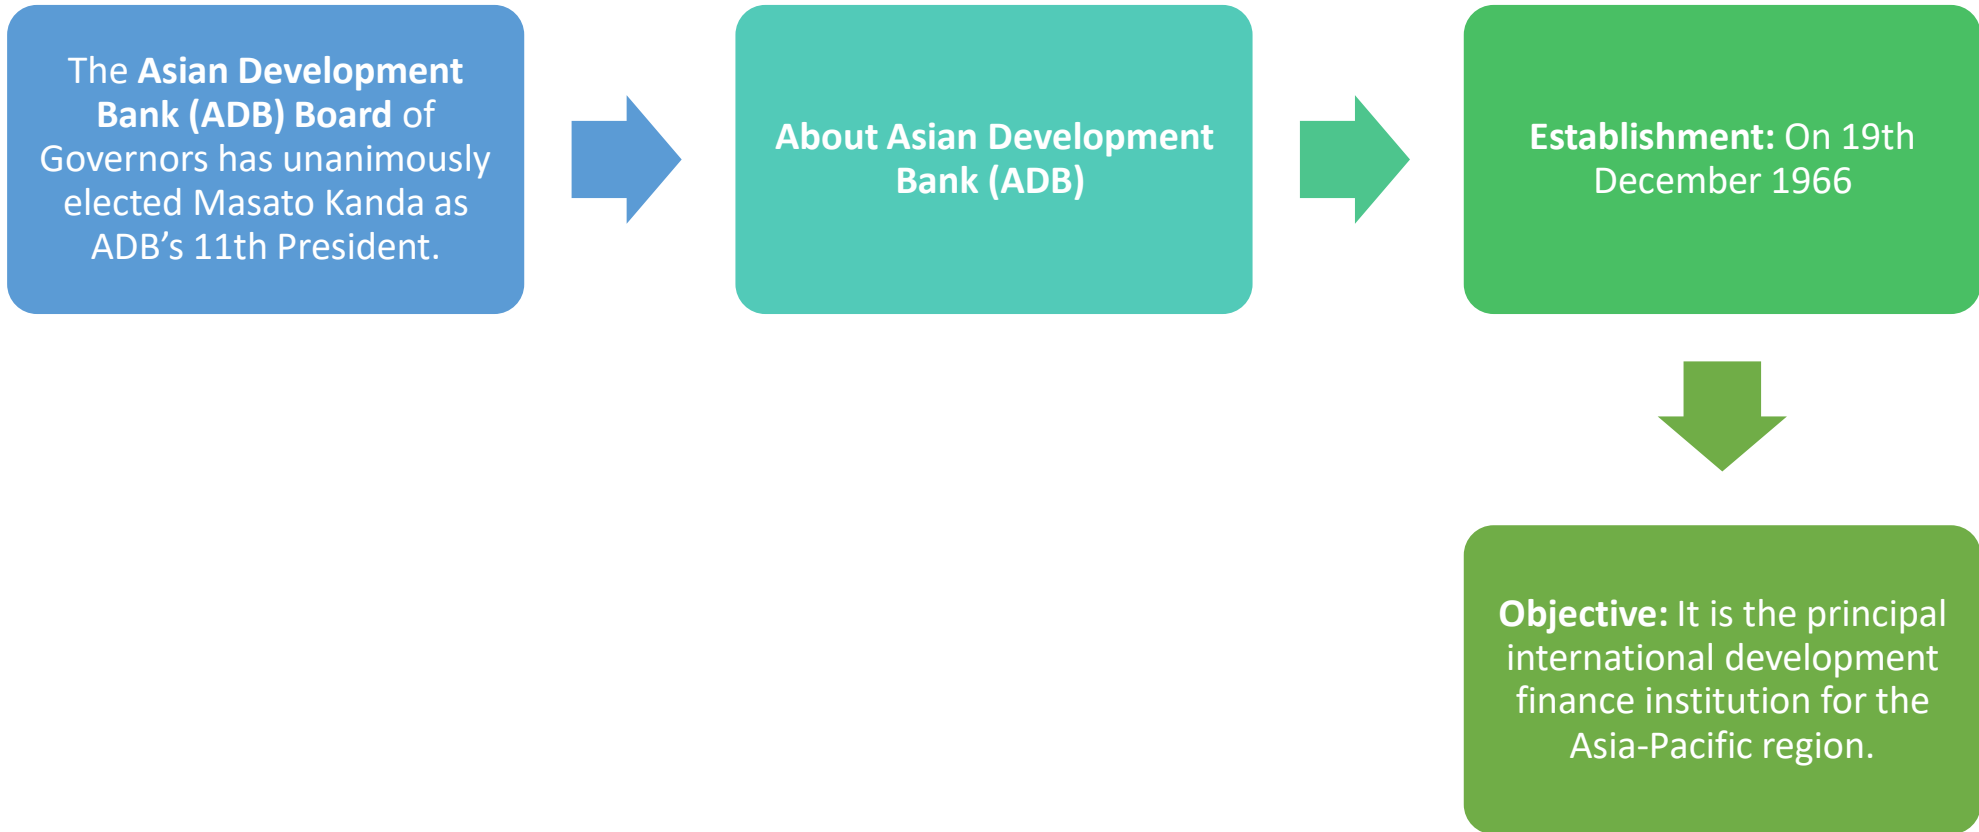 The Asian Development
Bank (ADB) Board of
Governors has unanimously
elected Masato Kanda as
ADB’s 11th President.
About Asian Development
Bank (ADB)
Establishment: On 19th
December 1966
Objective: It is the principal
international development
finance institution for the
Asia-Pacific region.